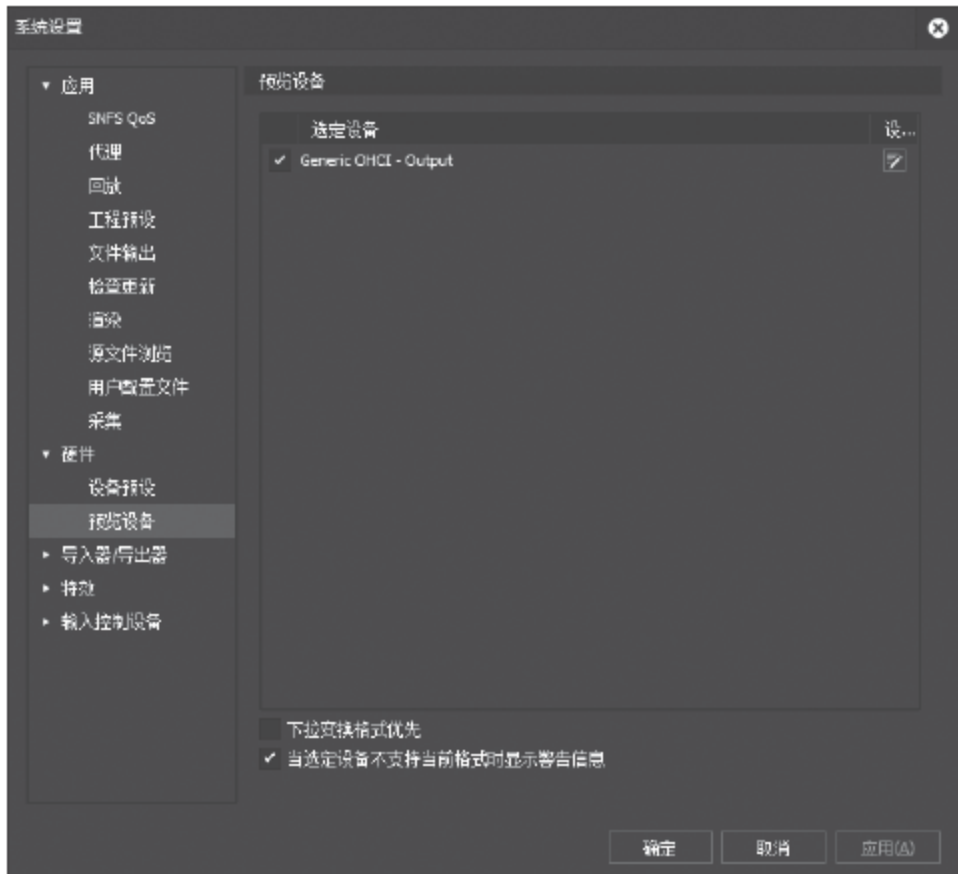 系统设置
应用
SNFS QoS
代理
回放
工程预设
文件输出
检查更新
渲染
源文件浏览
用户配置文件
采集
硬件
设备预设
预览设备
导入器/导出器
特效
输入控制设备
预览设备
选定设备
设...
Generic OHCI - Output
下拉变换格式优先
当选定设备不支持当前格式时显示警告信息
确定
取消
应用(A)